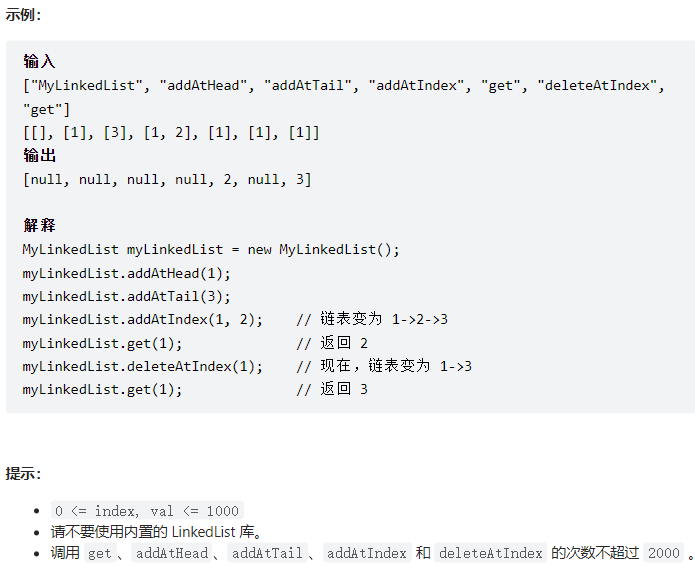 示例：
输入
["MyLinkedList", "addAtHead", "addAtTail", "addAtIndex", "get", "deleteAtIndex",
"get"]
[[], [1], [3], [1, 2], [1], [1], [1]]
输出
[null, null, null, null, 2, null, 3]
解释
MyLinkedList myLinkedList = new MyLinkedList();
myLinkedList.addAtHead(1);
myLinkedList.addAtTail(3);
myLinkedList.addAtIndex(1, 2);    // 链表变为 1->2->3
myLinkedList.get(1);              // 返回 2
myLinkedList.deleteAtIndex(1);    // 现在，链表变为 1->3
myLinkedList.get(1);              // 返回 3
提示：
• 0 <= index, val <= 1000
• 请不要使用内置的 LinkedList 库。
• 调用 get、addAtHead、addAtTail、addAtIndex 和 deleteAtIndex 的次数不超过 2000 。